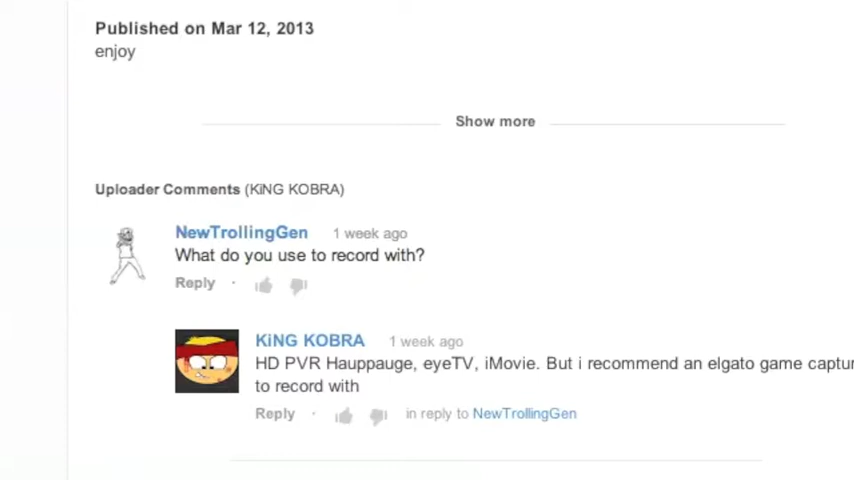 Published on Mar 12, 2013
enjoy
Show more
Uploader Comments (KiNG KOBRA)
NewTrollingGen 1 week ago
What do you use to record with?
Reply ·
KiNG KOBRA 1 week ago
HD PVR Hauppauge, eyeTV, iMovie. But i recommend an elgato game captur
to record with
Reply · in reply to NewTrollingGen